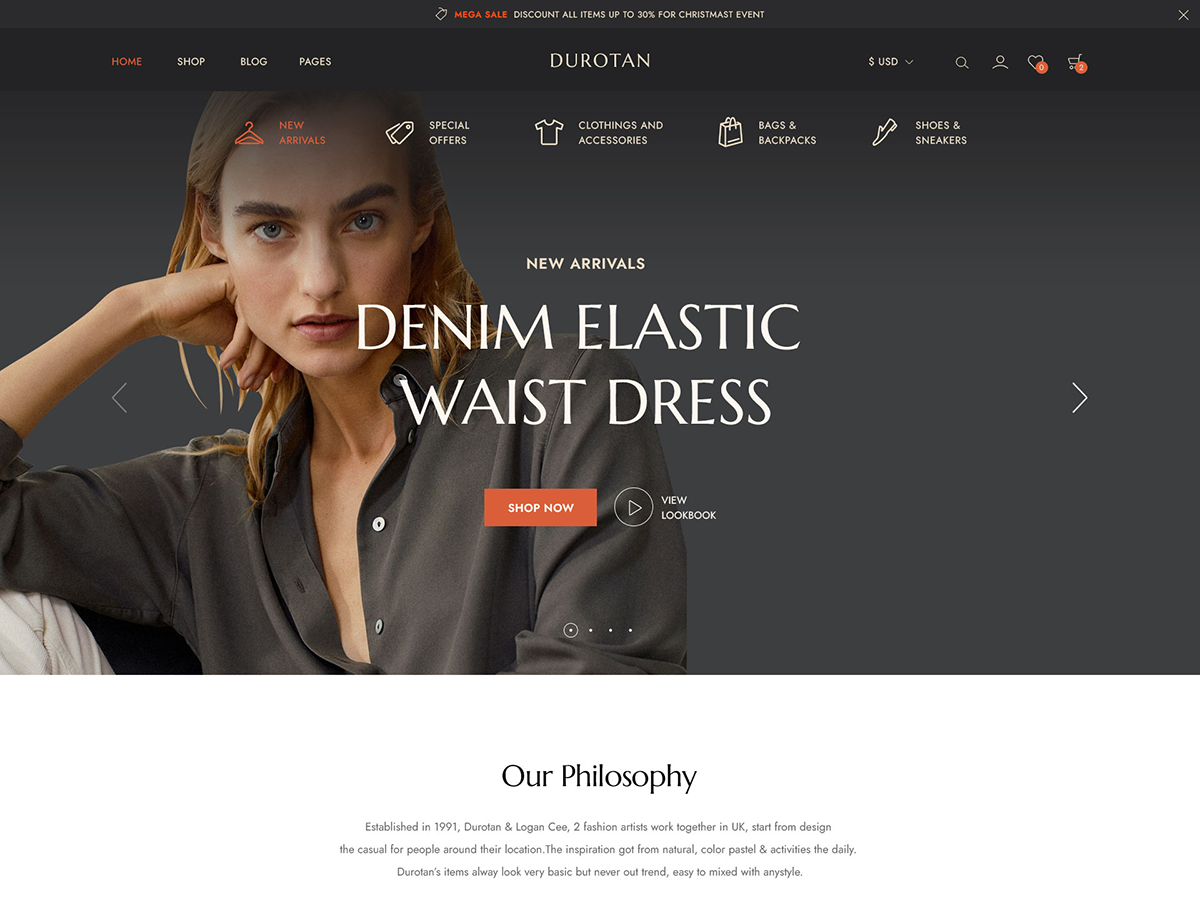 MEGA SALE DISCOUNT ALL ITEMS UP TO 30% FOR CHRISTMAST EVENT
HOME SHOP BLOG PAGES DUROTAN $ USD 0 2
NEW
ARRIVALS
SPECIAL
OFFERS
CLOTHINGS AND
ACCESSORIES
BAGS &
BACKPACKS
SHOES &
SNEAKERS
NEW ARRIVALS
DENIM ELASTIC
WAIST DRESS
SHOP NOW
VIEW
LOOKBOOK
Our Philosophy
Established in 1991, Durotan & Logan Cee, 2 fashion artists work together in UK, start from design
the casual for people around their location.The inspiration got from natural, color pastel & activities the daily.
Durotan's items alway look very basic but never out trend, easy to mixed with anystyle.